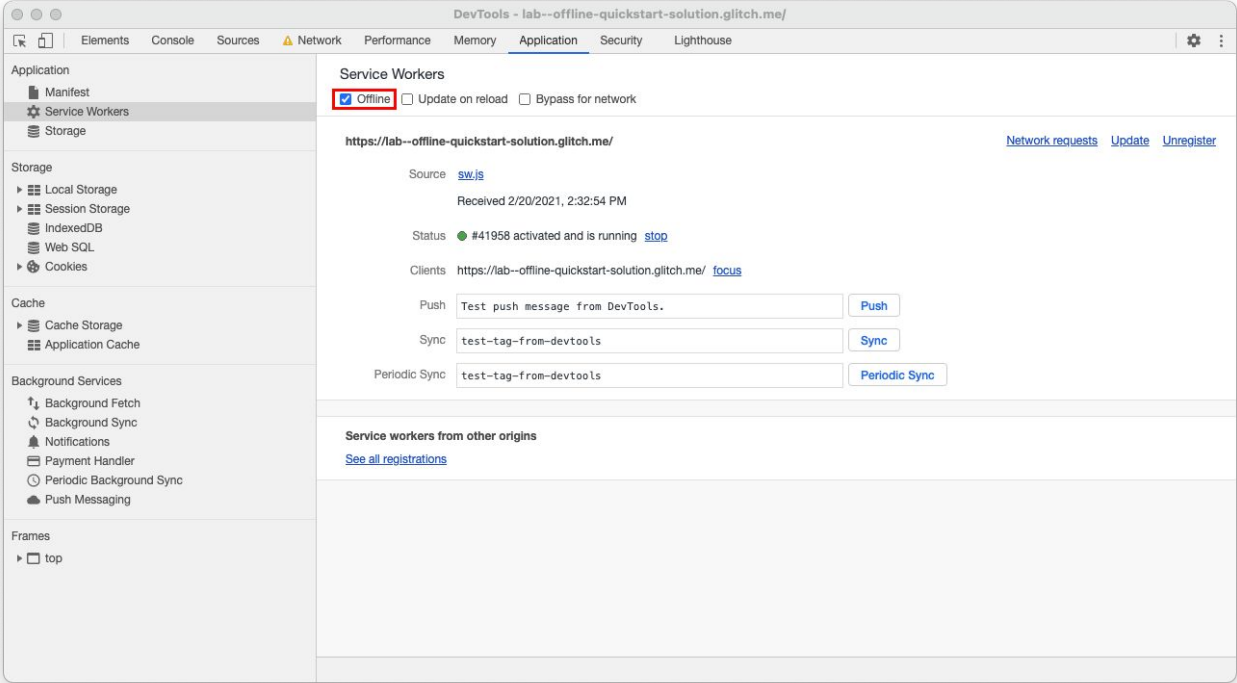 DevTools - lab--offline-quickstart-solution.glitch.me/
Elements Console Sources Network Performance Memory Application Security Lighthouse
Application
Manifest
Service Workers
Storage
Storage
Local Storage
Session Storage
IndexedDB
Web SQL
Cookies
Cache
Cache Storage
Application Cache
Background Services
Background Fetch
Background Sync
Notifications
Payment Handler
Periodic Background Sync
Push Messaging
Frames
top
Service Workers
Offline Update on reload Bypass for network
https://lab--offline-quickstart-solution.glitch.me/ Network requests Update Unregister
Source sw.js
Received 2/20/2021, 2:32:54 PM
Status #41958 activated and is running stop
Clients https://lab--offline-quickstart-solution.glitch.me/ focus
Push Test push message from DevTools. Push
Sync test-tag-from-devtools Sync
Periodic Sync test-tag-from-devtools Periodic Sync
Service workers from other origins
See all registrations